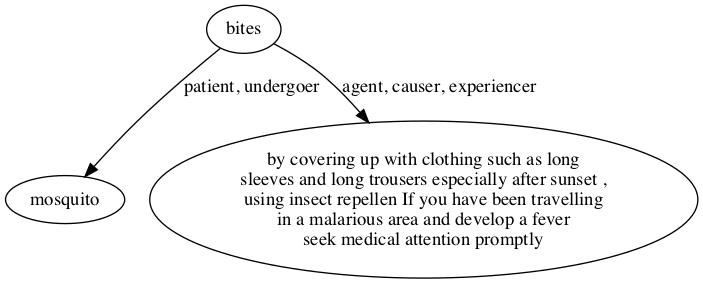 bites
patient, undergoer
agent, causer, experiencer
mosquito
by covering up with clothing such as long
sleeves and long trousers especially after sunset ,
using insect repellen If you have been travelling
in a malarious area and develop a fever
seek medical attention promptly